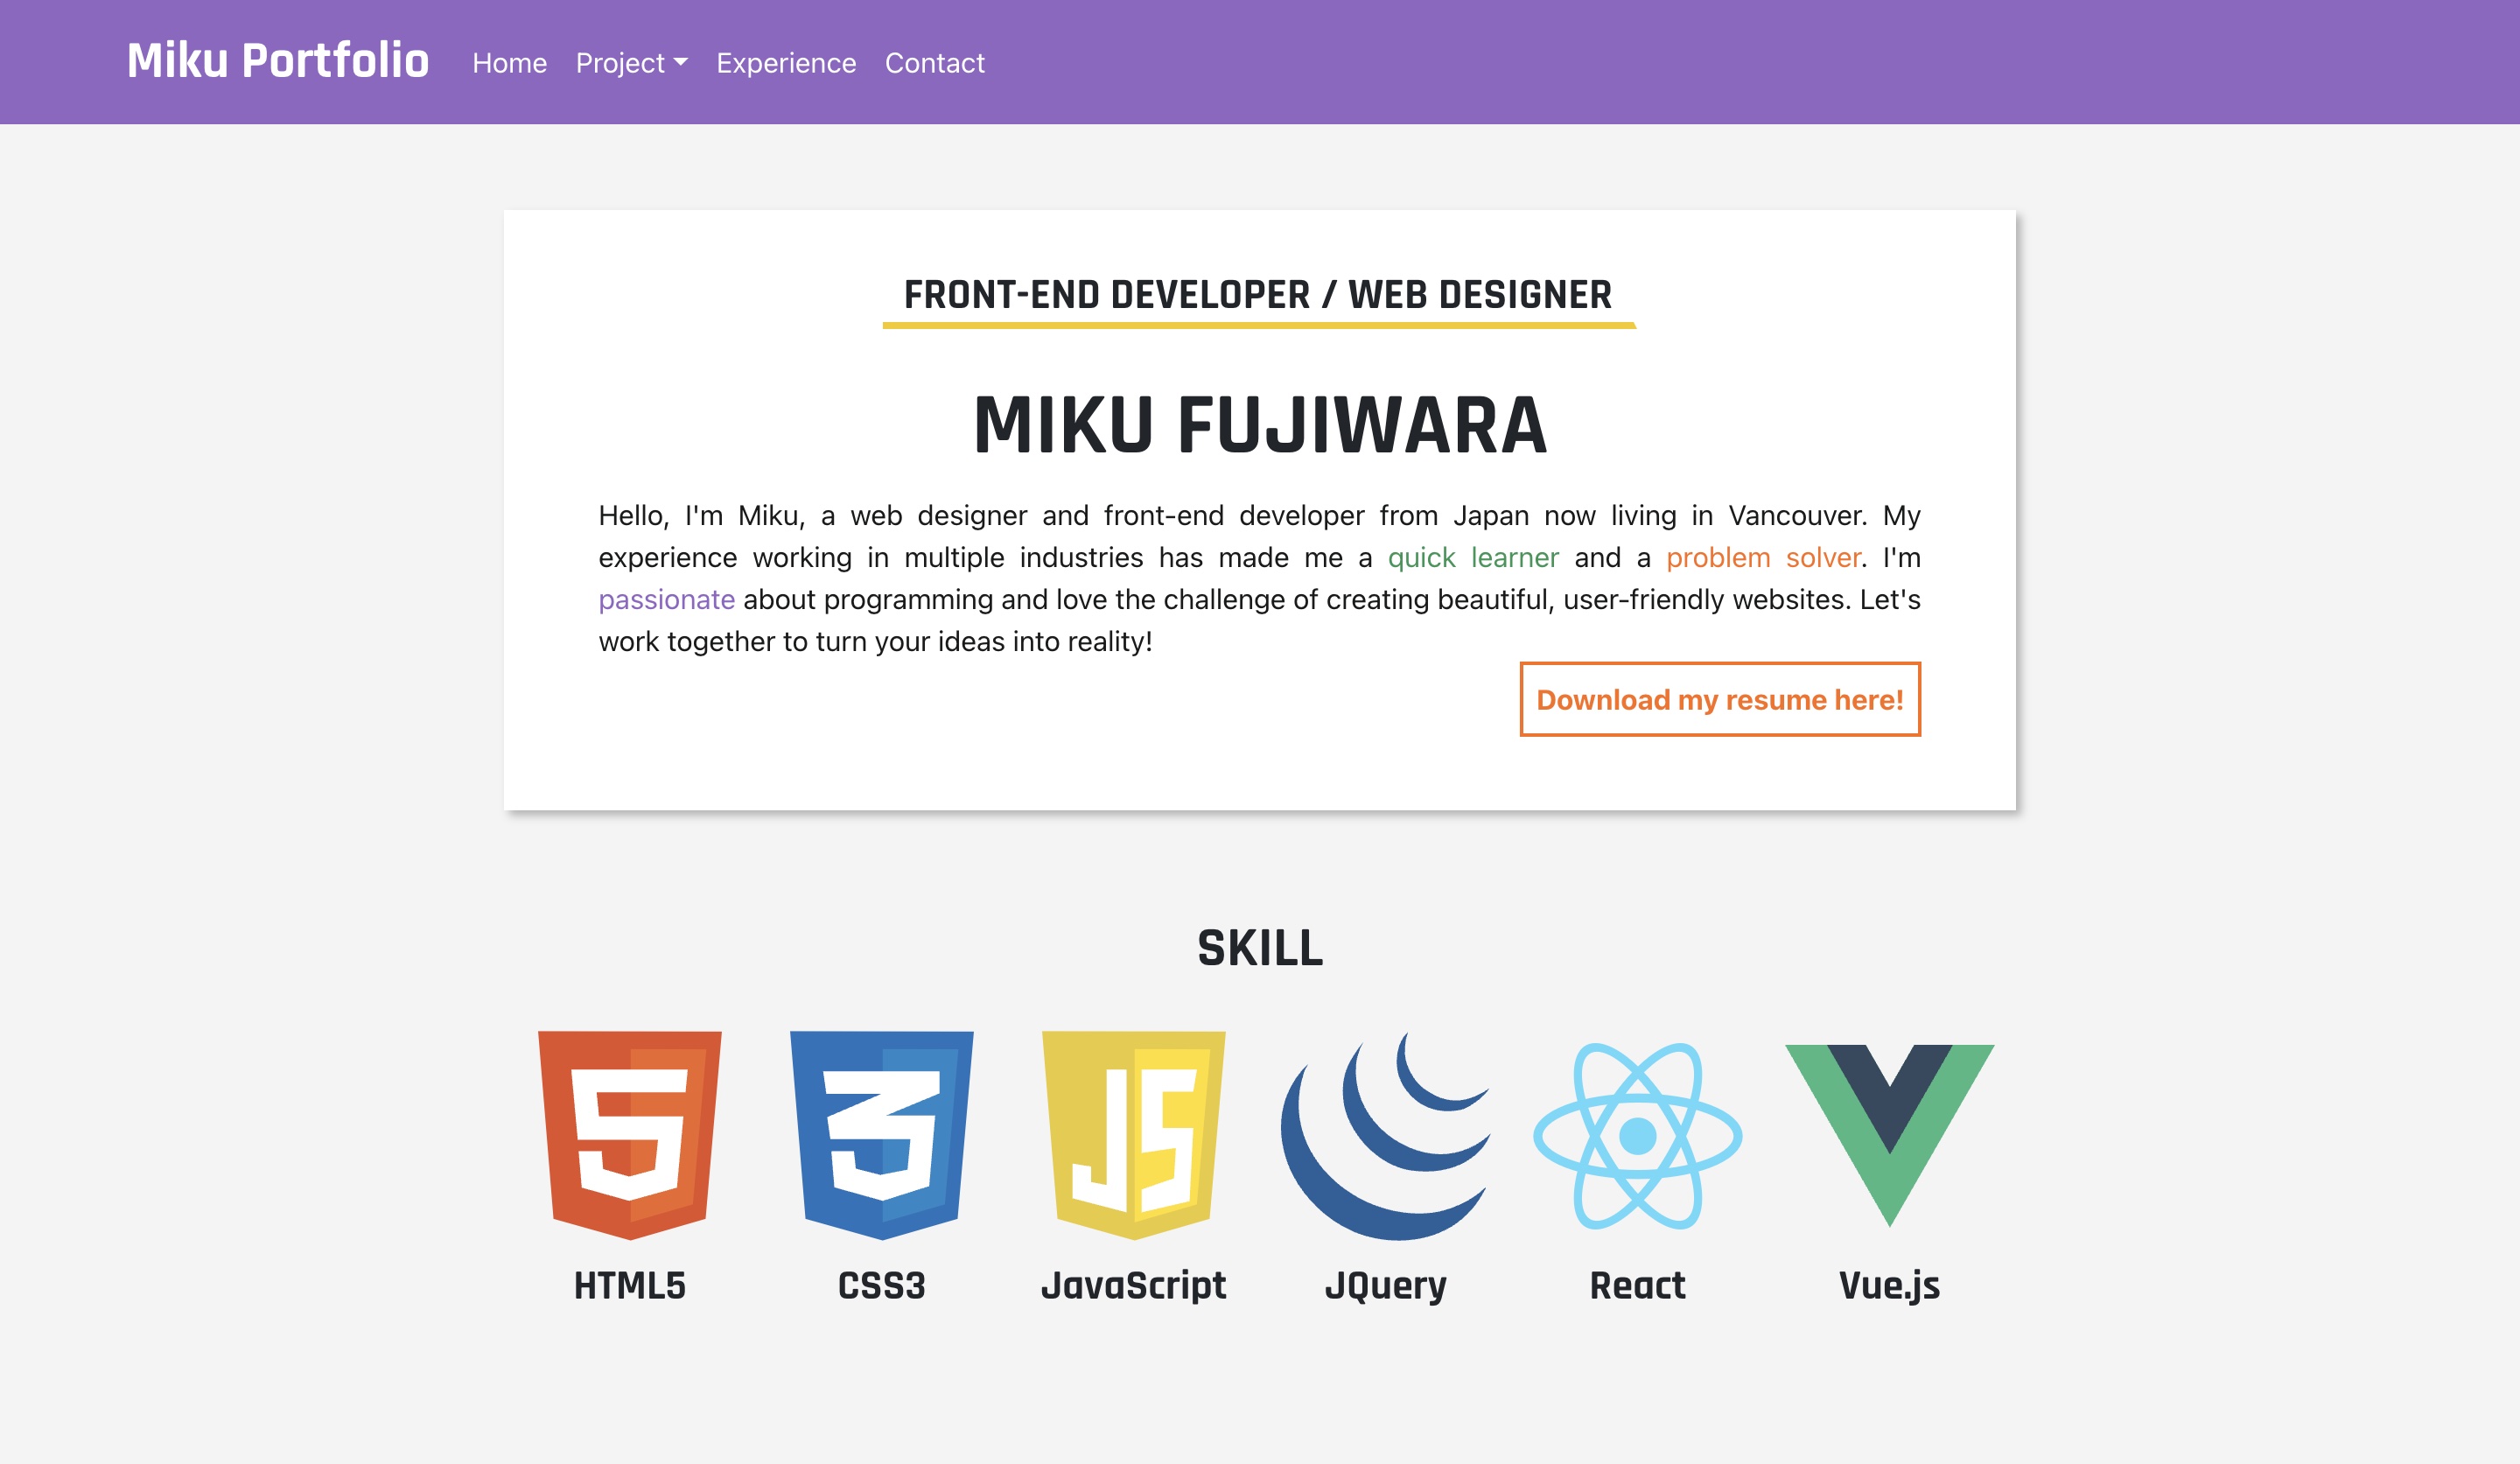 Miku Portfolio Home Project Experience Contact
FRONT-END DEVELOPER / WEB DESIGNER
MIKU FUJIWARA
Hello, I'm Miku, a web designer and front-end developer from Japan now living in Vancouver. My
experience working in multiple industries has made me a quick learner and a problem solver. I'm
passionate about programming and love the challenge of creating beautiful, user-friendly websites. Let's
work together to turn your ideas into reality!
Download my resume here!
SKILL
5 3 JS
HTML5 CSS3 JavaScript JQuery React Vue.js